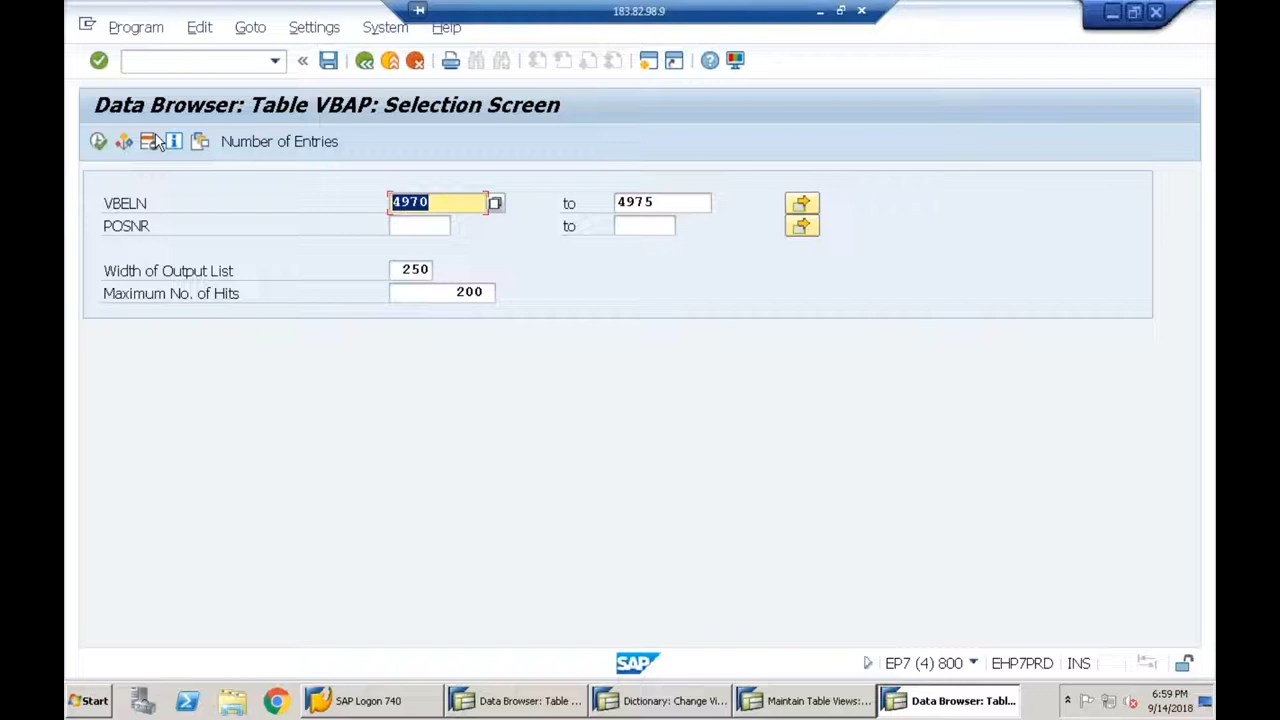 183.82.98.9
Program Edit Goto Settings System Help
Data Browser: Table VBAP: Selection Screen
Number of Entries
VBELN 4970 to 4975
POSNR to
Width of Output List 250
Maximum No. of Hits 200
SAP
EP7 (4) 800 EHP7PRD INS
Start SAP Logon 740 Data Browser: Table ... Dictionary: Change Vi... Maintain Table Views:... Data Browser: Tabl... 6:59 PM
9/14/2018